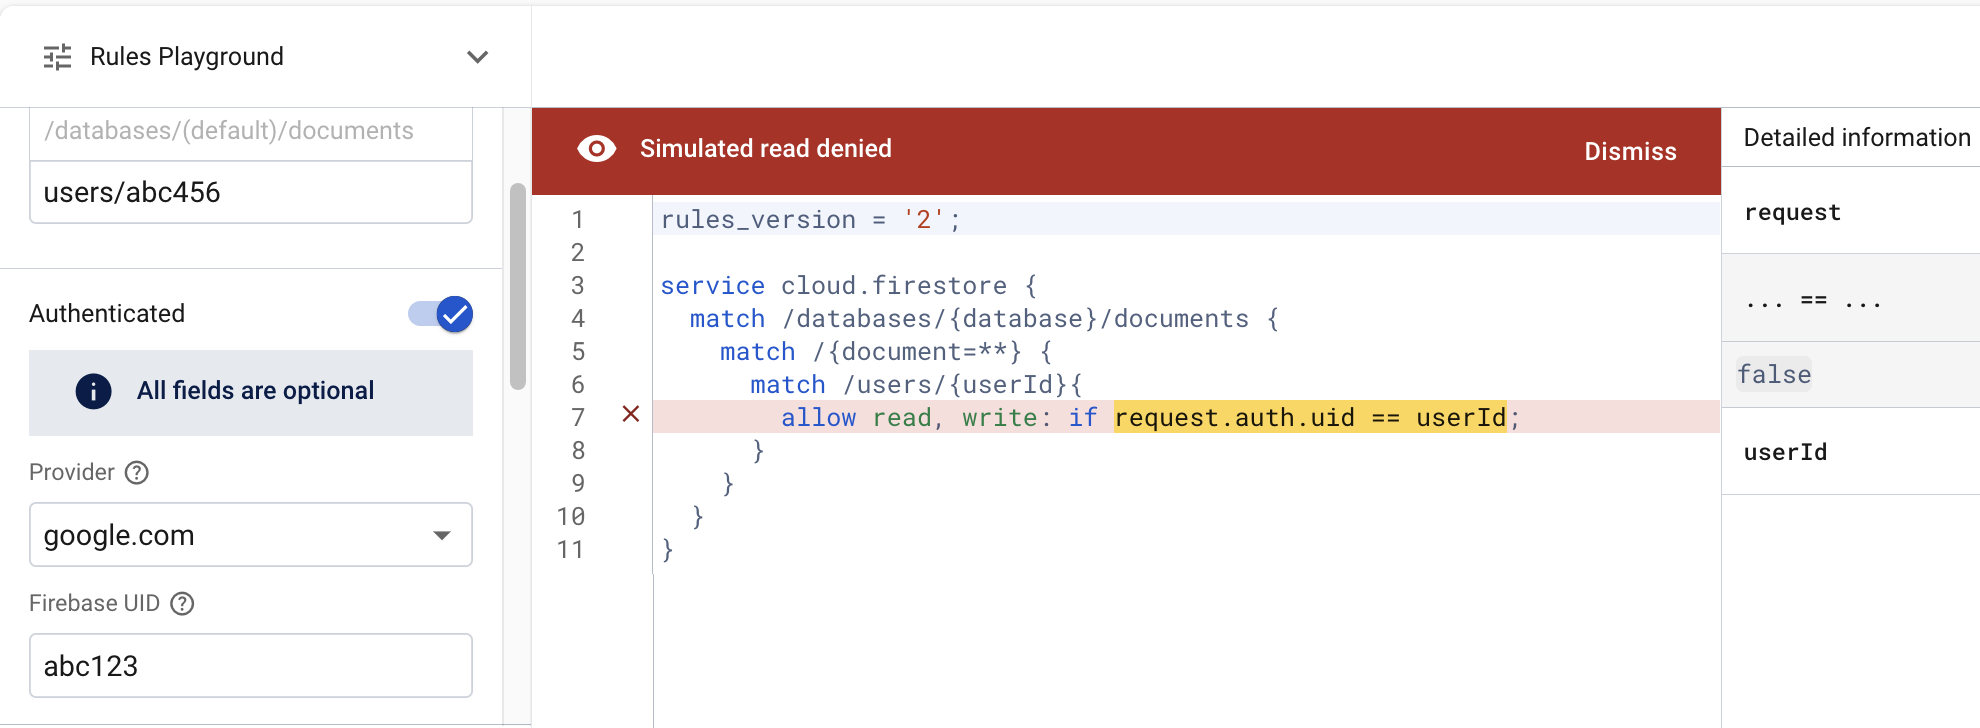 Rules Playground
/databases/(default)/documents
users/abc456
Authenticated
All fields are optional
Provider
google.com
Firebase UID
abc123
Simulated read denied
Dismiss
1 rules_version = '2';
2
3 service cloud.firestore {
4   match /databases/{database}/documents {
5     match /{document=**} {
6       match /users/{userId}{
7         allow read, write: if request.auth.uid == userId;
8       }
9     }
10   }
11 }
Detailed information
request
... == ...
false
userId